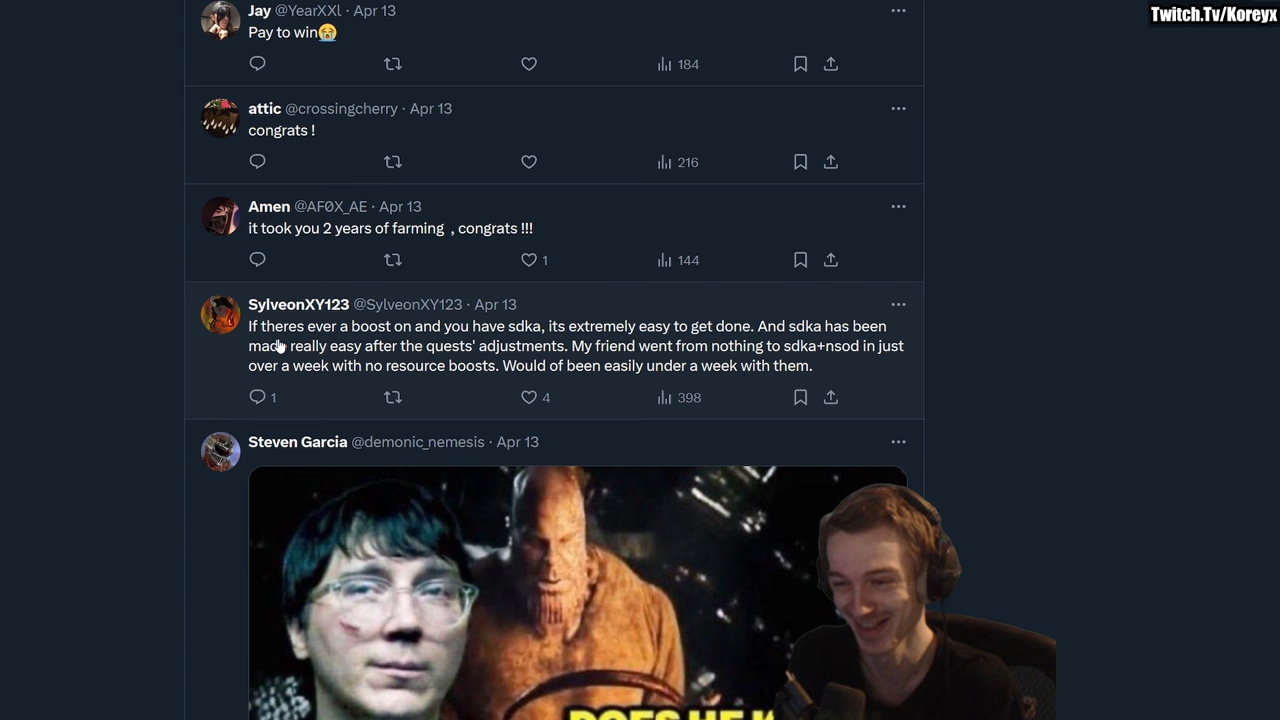 Twitch.Tv/Koreyx
Jay @YearXXl · Apr 13
Pay to win😭
184
attic @crossingcherry · Apr 13
congrats !
216
Amen @AF0X_AE · Apr 13
it took you 2 years of farming , congrats !!!
1 144
SylveonXY123 @SylveonXY123 · Apr 13
If theres ever a boost on and you have sdka, its extremely easy to get done. And sdka has been
made really easy after the quests' adjustments. My friend went from nothing to sdka+nsod in just
over a week with no resource boosts. Would of been easily under a week with them.
1 4 398
Steven Garcia @demonic_nemesis · Apr 13
DOES HE